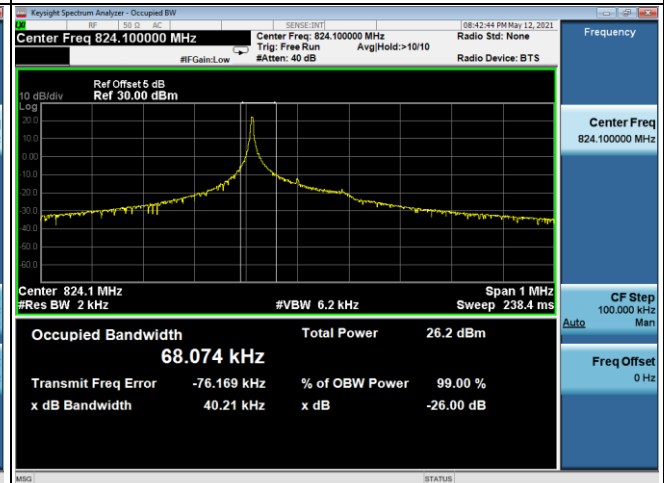 Keysight Spectrum Analyzer - Occupied BW
RF 50 Ω AC SENSE:INT 08:42:44 PM May 12, 2021
Center Freq 824.100000 MHz
Center Freq: 824.100000 MHz Radio Std: None
Trig: Free Run Avg|Hold:>10/10
#IFGain:Low #Atten: 40 dB Radio Device: BTS
Frequency
Ref Offset 5 dB
10 dB/div Ref 30.00 dBm
Log
20.0
10.0
0.00
-10.0
-20.0
-30.0
-40.0
-50.0
-60.0
Center 824.1 MHz Span 1 MHz
#Res BW 2 kHz #VBW 6.2 kHz Sweep 238.4 ms
Center Freq
824.100000 MHz
CF Step
100.000 kHz
Auto Man
Freq Offset
0 Hz
Occupied Bandwidth Total Power 26.2 dBm
68.074 kHz
Transmit Freq Error -76.169 kHz % of OBW Power 99.00 %
x dB Bandwidth 40.21 kHz x dB -26.00 dB
MSG STATUS